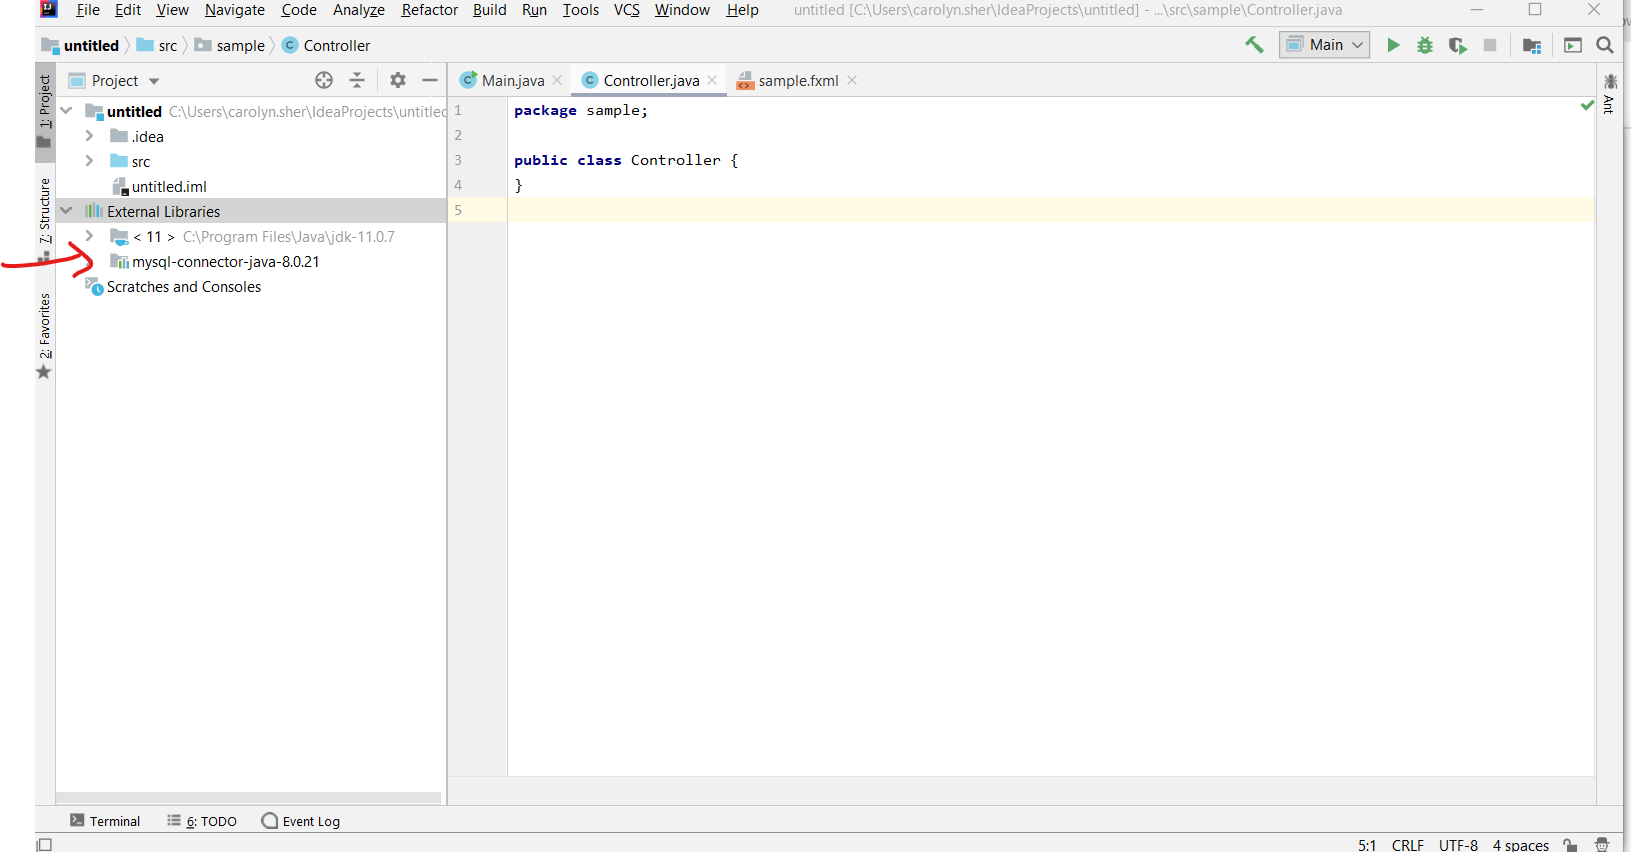 File Edit View Navigate Code Analyze Refactor Build Run Tools VCS Window Help untitled [C:\Users\carolyn.sher\IdeaProjects\untitled] - ...\src\sample\Controller.java
untitled src sample Controller Main
1: Project
7: Structure
2: Favorites
Project
untitled C:\Users\carolyn.sher\IdeaProjects\untitled
.idea
src
untitled.iml
External Libraries
< 11 > C:\Program Files\Java\jdk-11.0.7
mysql-connector-java-8.0.21
Scratches and Consoles
Main.java Controller.java sample.fxml
1 package sample;
2
3 public class Controller {
4 }
5
Ant
Terminal 6: TODO Event Log
5:1 CRLF UTF-8 4 spaces